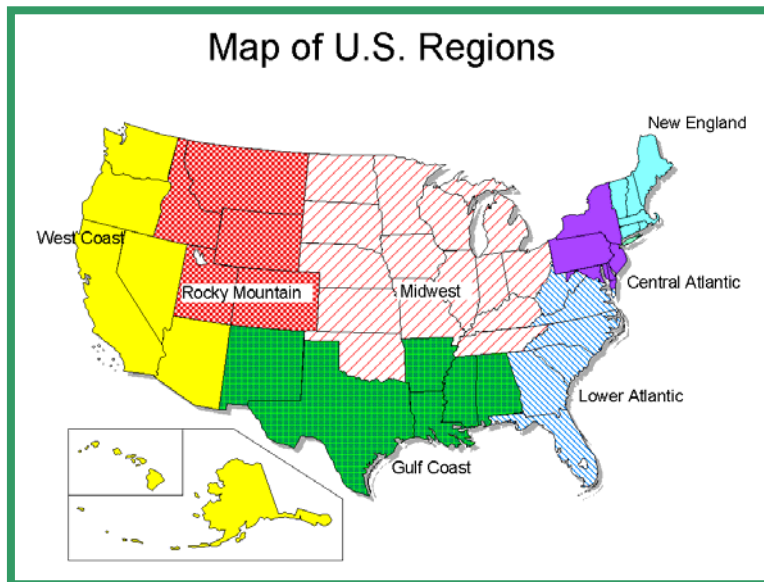 Map of U.S. Regions
New England
West Coast
Rocky Mountain
Midwest
Central Atlantic
Lower Atlantic
Gulf Coast